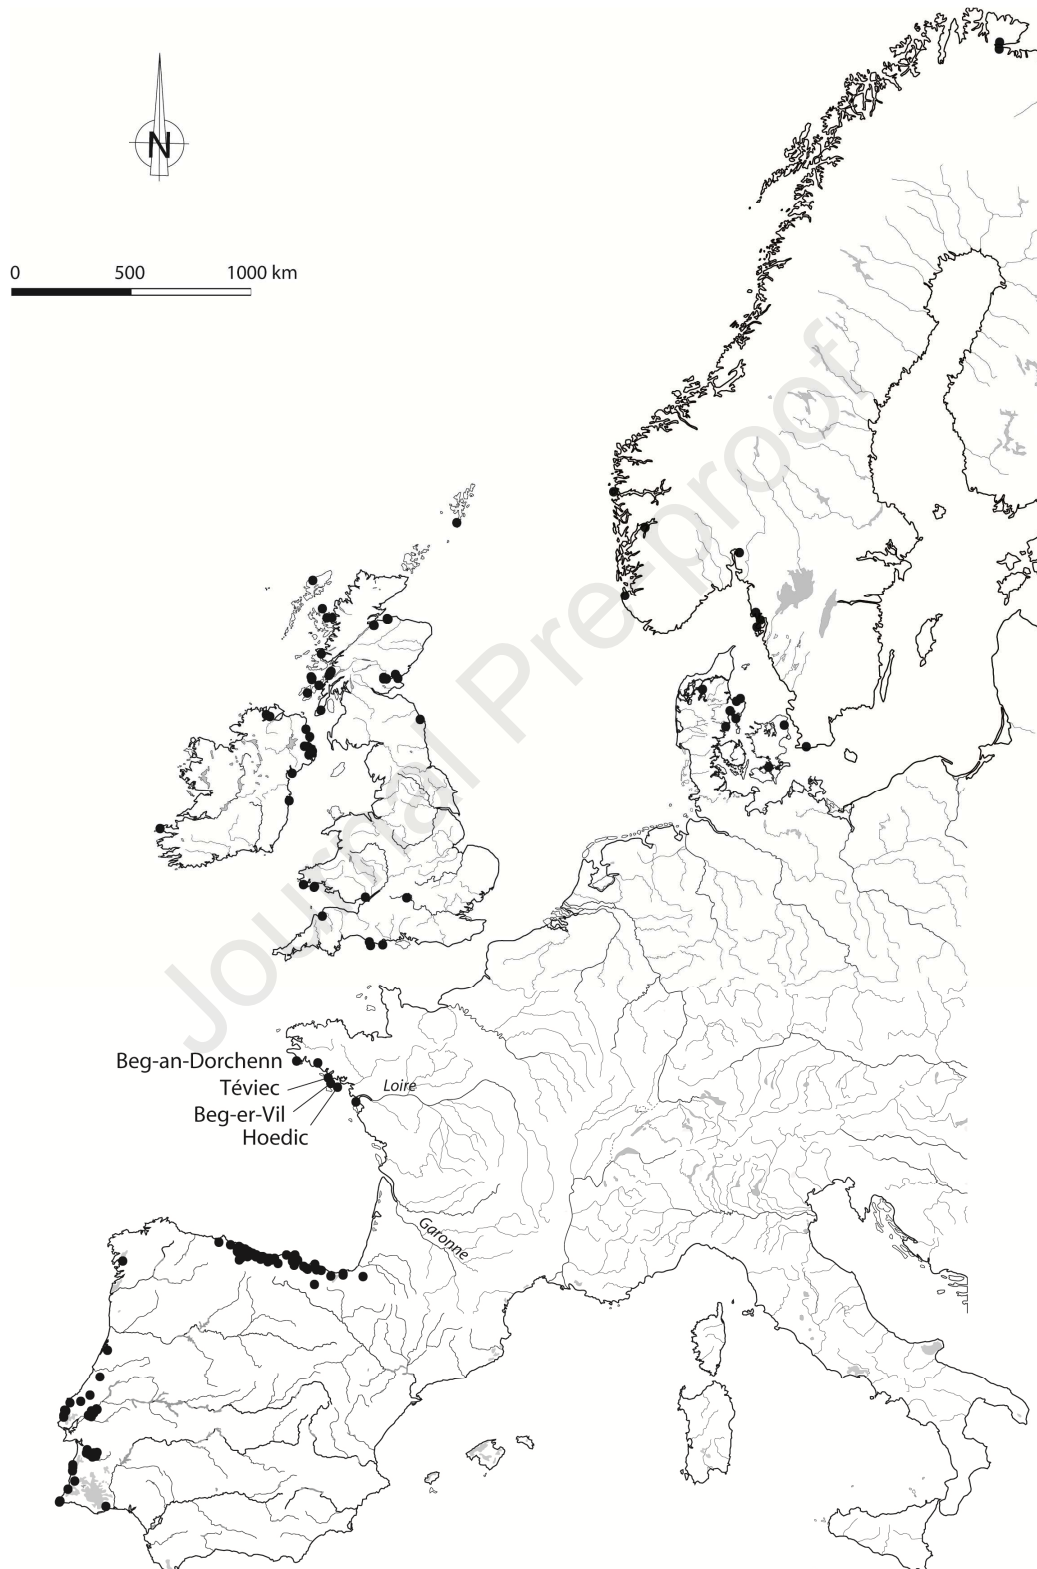 N
0 500 1000 km
Journal Pre-proof
Beg-an-Dorchenn
Téviec
Loire
Beg-er-Vil
Hoedic
Garonne